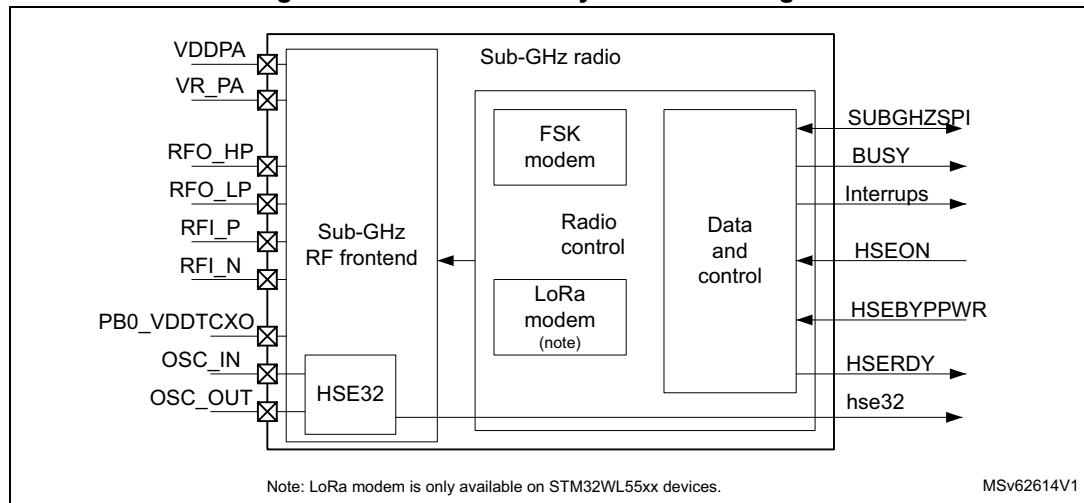 VDDPA
VR_PA
RFO_HP
RFO_LP
RFI_P
RFI_N
PB0_VDDTCXO
OSC_IN
OSC_OUT
Sub-GHz radio
Sub-GHz
RF frontend
HSE32
FSK
modem
Radio
control
LoRa
modem
(note)
Data
and
control
SUBGHZSPI
BUSY
Interrups
HSEON
HSEBYPPWR
HSERDY
hse32
Note: LoRa modem is only available on STM32WL55xx devices.
MSv62614V1